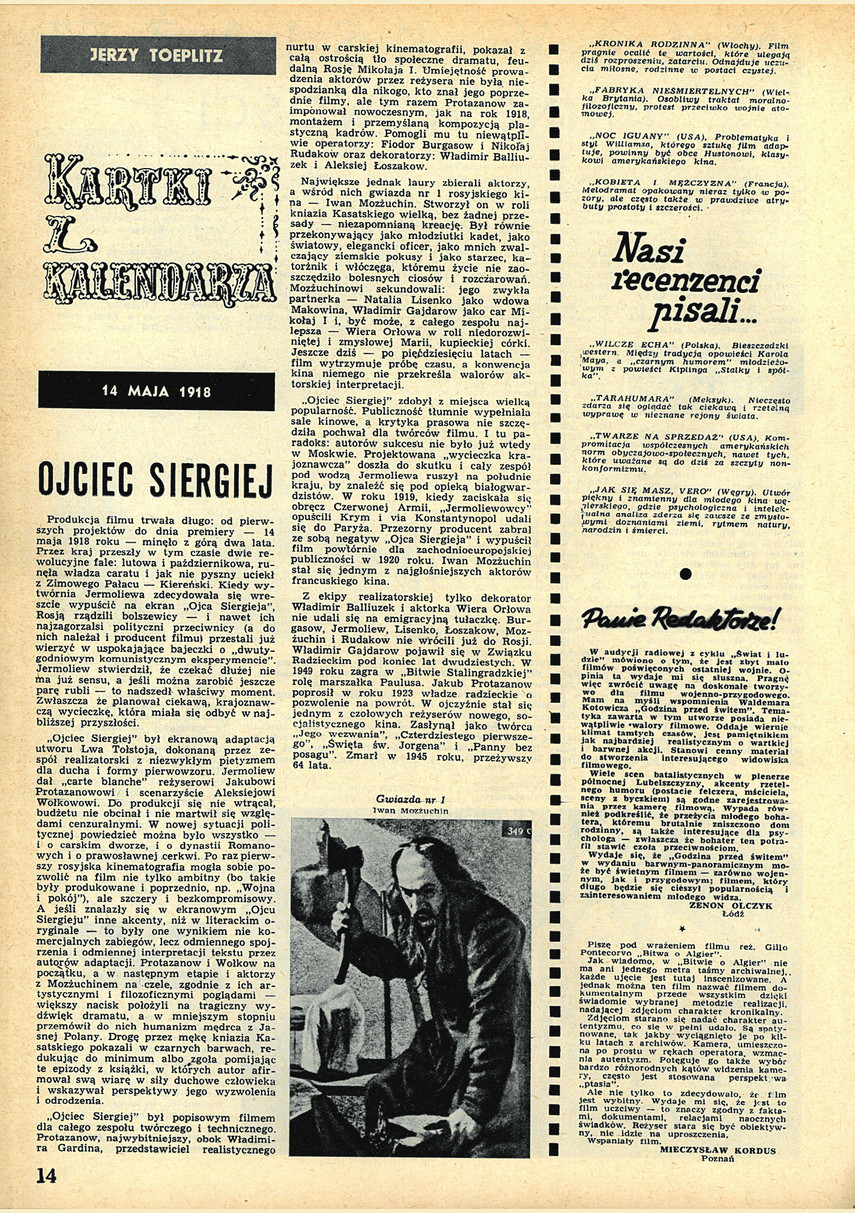 JERZY TOEPLITZ
KARTKI
Z
KALENDARZA
14 MAJA 1918
OJCIEC SIERGIEJ
Produkcja filmu trwała długo: od pierw-
szych projektów do dnia premiery — 14
maja 1918 roku — minęło z górą dwa lata.
Przez kraj przeszły w tym czasie dwie re-
wolucyjne fale: lutowa i październikowa, ru-
nęła władza caratu i jak nie pyszny uciekł
z Zimowego Pałacu — Kiereński. Kiedy wy-
twórnia Jermoliewa zdecydowała się wre-
szcie wypuścić na ekran „Ojca Siergieja",
Rosją rządzili bolszewicy — i nawet ich
najzagorzalsi polityczni przeciwnicy (a do
nich należał i producent filmu) przestali już
wierzyć w uspokajające bajeczki o „dwuty-
godniowym komunistycznym eksperymencie".
Jermoliew stwierdził, że czekać dłużej nie
ma już sensu, a jeśli można zarobić jeszcze
parę rubli — to nadszedł właściwy moment.
Zwłaszcza że planował ciekawą, krajoznaw-
czą wycieczkę, która miała się odbyć w naj-
bliższej przyszłości.
„Ojciec Siergiej" był ekranową adaptacją
utworu Lwa Tołstoja, dokonaną przez ze-
spół realizatorski z niezwykłym pietyzmem
dla ducha i formy pierwowzoru. Jermoliew
dał „carte blanche" reżyserowi Jakubowi
Protazanowowi i scenarzyście Aleksiejowi
Wołkowowi. Do produkcji się nie wtrącał,
budżetu nie obcinał i nie martwił się wzglę-
dami cenzuralnymi. W nowej sytuacji poli-
tycznej powiedzieć można było wszystko —
i o carskim dworze, i o dynastii Romano-
wych i o prawosławnej cerkwi. Po raz pierw-
szy rosyjska kinematografia mogła sobie po-
zwolić na film nie tylko ambitny (bo takie
były produkowane i poprzednio, np. „Wojna
i pokój"), ale szczery i bezkompromisowy.
A jeśli znalazły się w ekranowym „Ojcu
Siergieju" inne akcenty, niż w literackim o-
ryginale — to były one wynikiem nie ko-
mercjalnych zabiegów, lecz odmiennej spoj-
rzenia i odmiennej interpretacji tekstu przez
autorów adaptacji. Protazanow i Wołkow na
początku, a w następnym etapie i aktorzy
z Mozżuchinem na czele, zgodnie z ich ar-
tystycznymi i filozoficznymi poglądami —
większy nacisk położyli na tragiczny wy-
dźwięk dramatu, a w mniejszym stopniu
przemówił do nich humanizm mędrca z Ja-
snej Polany. Drogę przez mękę kniazia Ka-
satskiego pokazali w czarnych barwach, re-
dukując do minimum albo zgoła pomijając
te epizody z książki, w których autor afir-
mował swą wiarę w siły duchowe człowieka
i wskazywał perspektywy jego wyzwolenia
i odrodzenia.
„Ojciec Siergiej" był popisowym filmem
dla całego zespołu twórczego i technicznego.
Protazanow, najwybitniejszy, obok Władimi-
ra Gardina, przedstawiciel realistycznego
14
nurtu w carskiej kinematografii, pokazał z
całą ostrością tło społeczne dramatu, feu-
dalną Rosję Mikołaja I. Umiejętność prowa-
dzenia aktorów przez reżysera nie była nie-
spodzianką dla nikogo, kto znał jego poprze-
dnie filmy, ale tym razem Protazanow za-
imponował nowoczesnym, jak na rok 1918,
montażem i przemyślaną kompozycją pla-
styczną kadrów. Pomogli mu tu niewątpli-
wie operatorzy: Fiodor Burgasow i Nikołaj
Rudakow oraz dekoratorzy: Władimir Balliu-
zek i Aleksiej Łoszakow.
Największe jednak laury zbierali aktorzy,
a wśród nich gwiazda nr 1 rosyjskiego ki-
na — Iwan Mozżuchin. Stworzył on w roli
kniazia Kasatskiego wielką, bez żadnej prze-
sady — niezapomnianą kreację. Był równie
przekonywający jako młodziutki kadet, jako
światowy, elegancki oficer, jako mnich zwal-
czający ziemskie pokusy i jako starzec, ka-
torżnik i włóczęga, któremu życie nie zao-
szczędziło bolesnych ciosów i rozczarowań.
Mozżuchinowi sekundowali: jego zwykła
partnerka — Natalia Lisenko jako wdowa
Makowina, Władimir Gajdarow jako car Mi-
kołaj I i, być może, z całego zespołu naj-
lepsza — Wiera Orłowa w roli niedorozwi-
niętej i zmysłowej Marii, kupieckiej córki.
Jeszcze dziś — po pięćdziesięciu latach —
film wytrzymuje próbę czasu, a konwencja
kina niemego nie przekreśla walorów ak-
torskiej interpretacji.
„Ojciec Siergiej" zdobył z miejsca wielką
popularność. Publiczność tłumnie wypełniała
sale kinowe, a krytyka prasowa nie szczę-
dziła pochwał dla twórców filmu. I tu pa-
radoks: autorów sukcesu nie było już wtedy
w Moskwie. Projektowana „wycieczka kra-
joznawcza" doszła do skutku i cały zespół
pod wodzą Jermoliewa ruszył na południe
kraju, by znaleźć się pod opieką białogwar-
dzistów. W roku 1919, kiedy zaciskała się
obręcz Czerwonej Armii, „Jermoliewowcy"
opuścili Krym i via Konstantynopol udali
się do Paryża. Przezorny producent zabrał
ze sobą negatyw „Ojca Siergieja" i wypuścił
film powtórnie dla zachodnioeuropejskiej
publiczności w 1920 roku. Iwan Mozżuchin
stał się jednym z najgłośniejszych aktorów
francuskiego kina.
Z ekipy realizatorskiej tylko dekorator
Władimir Balliuzek i aktorka Wiera Orłowa
nie udali się na emigracyjną tułaczkę. Bur-
gasow, Jermoliew, Lisenko, Łoszakow, Moz-
żuchin i Rudakow nie wrócili już do Rosji.
Władimir Gajdarow pojawił się w Związku
Radzieckim pod koniec lat dwudziestych. W
1949 roku zagra w „Bitwie Stalingradzkiej"
rolę marszałka Paulusa. Jakub Protazanow
poprosił w roku 1923 władze radzieckie o
pozwolenie na powrót. W ojczyźnie stał się
jednym z czołowych reżyserów nowego, so-
cjalistycznego kina. Zasłynął jako twórca
„Jego wezwania", „Czterdziestego pierwsze-
go", „Święta św. Jorgena" i „Panny bez
posagu". Zmarł w 1945 roku, przeżywszy
64 lata.
Gwiazda nr 1
Iwan Mozżuchin
349
„KRONIKA RODZINNA" (Włochy). Film
pragnie ocalić te wartości, które ulegają
dziś rozproszeniu, zatarciu. Odnajduje uczu-
cia miłosne, rodzinne w postaci czystej.
„FABRYKA NIEŚMIERTELNYCH" (Wiel-
ka Brytania). Osobliwy traktat moralno-
filozoficzny, protest przeciwko wojnie ato-
mowej.
„NOC IGUANY" (USA). Problematyka i
styl Williamsa, którego sztukę film adap-
tuje, powinny być obce Hustonowi, klasy-
kowi amerykańskiego kina.
„KOBIETA I MĘŻCZYZNA" (Francja).
Melodramat opakowany nieraz tylko w po-
zory, ale często także w prawdziwe atry-
buty prostoty i szczerości.
Nasi
recenzenci
pisali...
„WILCZE ECHA" (Polska). Bieszczadzki
western. Między tradycją opowieści Karola
Maya, a „czarnym humorem" młodzieżo-
wym z powieści Kiplinga „Stalky i spół-
ka".
„TARAHUMARA" (Meksyk). Nieczęsto
zdarza się oglądać tak ciekawą i rzetelną
wyprawę w nieznane rejony świata.
„TWARZE NA SPRZEDAŻ" (USA). Kom-
promitacja współczesnych amerykańskich
norm obyczajowo-społecznych, nawet tych,
które uważane są do dziś za szczyty non-
konformizmu.
„JAK SIĘ MASZ, VERO" (Węgry). Utwór
piękny i znamienny dla młodego kina wę-
gierskiego, gdzie psychologiczna i intelek-
tualna analiza zderza się zawsze ze zmysło-
wymi doznaniami ziemi, rytmem natury,
narodzin i śmierci.
Panie Redaktorze!
W audycji radiowej z cyklu „Świat i lu-
dzie" mówiono o tym, że jest zbyt mało
filmów poświęconych ostatniej wojnie. O-
pinia ta wydaje mi się słuszna. Pragnę
więc zwrócić uwagę na doskonałe tworzy-
wo dla filmu wojenno-przygodowego.
Mam na myśli wspomnienia Waldemara
Kotowicza „Godzina przed świtem". Tema-
tyka zawarta w tym utworze posiada nie-
wątpliwie walory filmowe. Oddaje wiernie
klimat tamtych czasów, jest pamiętnikiem
jak najbardziej realistycznym o wartkiej
i barwnej akcji. Stanowi cenny materiał
do stworzenia interesującego widowiska
filmowego.
Wiele scen batalistycznych w plenerze
północnej Lubelszczyzny, akcenty rzetel-
nego humoru (postacie felczera, mściciela,
sceny z byczkiem) są godne zarejestrowa-
nia przez kamerę filmową. Wypada rów-
nież podkreślić, że przeżycia młodego boha-
tera, któremu brutalnie zniszczono dom
rodzinny, są także interesujące dla psy-
chologa — zwłaszcza że bohater ten potra-
fił stawić czoła przeciwnościom.
Wydaje się, że „Godzina przed świtem"
w wydaniu barwnym-panoramicznym mo-
że być świetnym filmem — zarówno wojen-
nym, jak i przygodowym; filmem, który
długo będzie się cieszył popularnością i
zainteresowaniem młodego widza.
ZENON OLCZYK
Łódź
Piszę pod wrażeniem filmu reż. Gillo
Pontecorvo „Bitwa o Algier".
Jak wiadomo, w „Bitwie o Algier" nie
ma ani jednego metra taśmy archiwalnej,
każde ujęcie jest tutaj inscenizowane. A
jednak można ten film nazwać filmem do-
kumentalnym przede wszystkim dzięki
świadomie wybranej metodzie realizacji,
nadającej zdjęciom charakter kronikalny.
Zdjęciom starano się nadać charakter au-
tentyzmu, co się w pełni udało. Są spaty-
nowane, tak jakby wyciągnięto je po kil-
ku latach z archiwów. Kamera, umieszczo-
na po prostu w rękach operatora, wzmac-
nia autentyzm. Potęguje go także wybór
bardzo różnorodnych kątów widzenia kame-
ry, często jest stosowana perspektywa
„ptasia".
Ale nie tylko to zdecydowało, że film
jest wybitny. Wydaje mi się, że jest to
film uczciwy — to znaczy zgodny z fakta-
mi, dokumentami, relacjami naocznych
świadków. Reżyser stara się być obiektyw-
ny, nie idzie na uproszczenia.
Wspaniały film.
MIECZYSŁAW KORDUS
Poznań